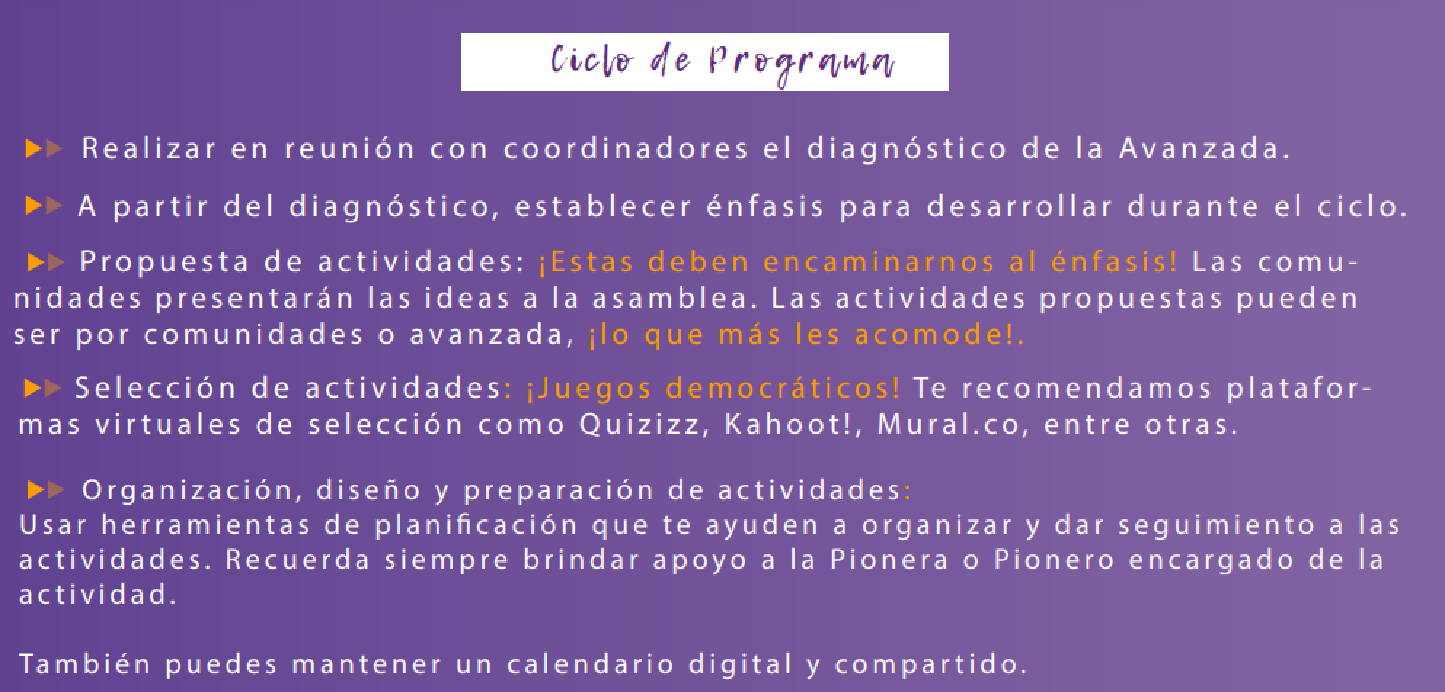 Ciclo de Programa
Realizar en reunión con coordinadores el diagnóstico de la Avanzada.
A partir del diagnóstico, establecer énfasis para desarrollar durante el ciclo.
Propuesta de actividades: ¡Estas deben encaminarnos al énfasis! Las comu-
nidades presentarán las ideas a la asamblea. Las actividades propuestas pueden
ser por comunidades o avanzada, ¡lo que más les acomode!.
Selección de actividades: ¡Juegos democráticos! Te recomendamos platafor-
mas virtuales de selección como Quizizz, Kahoot!, Mural.co, entre otras.
Organización, diseño y preparación de actividades:
Usar herramientas de planificación que te ayuden a organizar y dar seguimiento a las
actividades. Recuerda siempre brindar apoyo a la Pionera o Pionero encargado de la
actividad.
También puedes mantener un calendario digital y compartido.